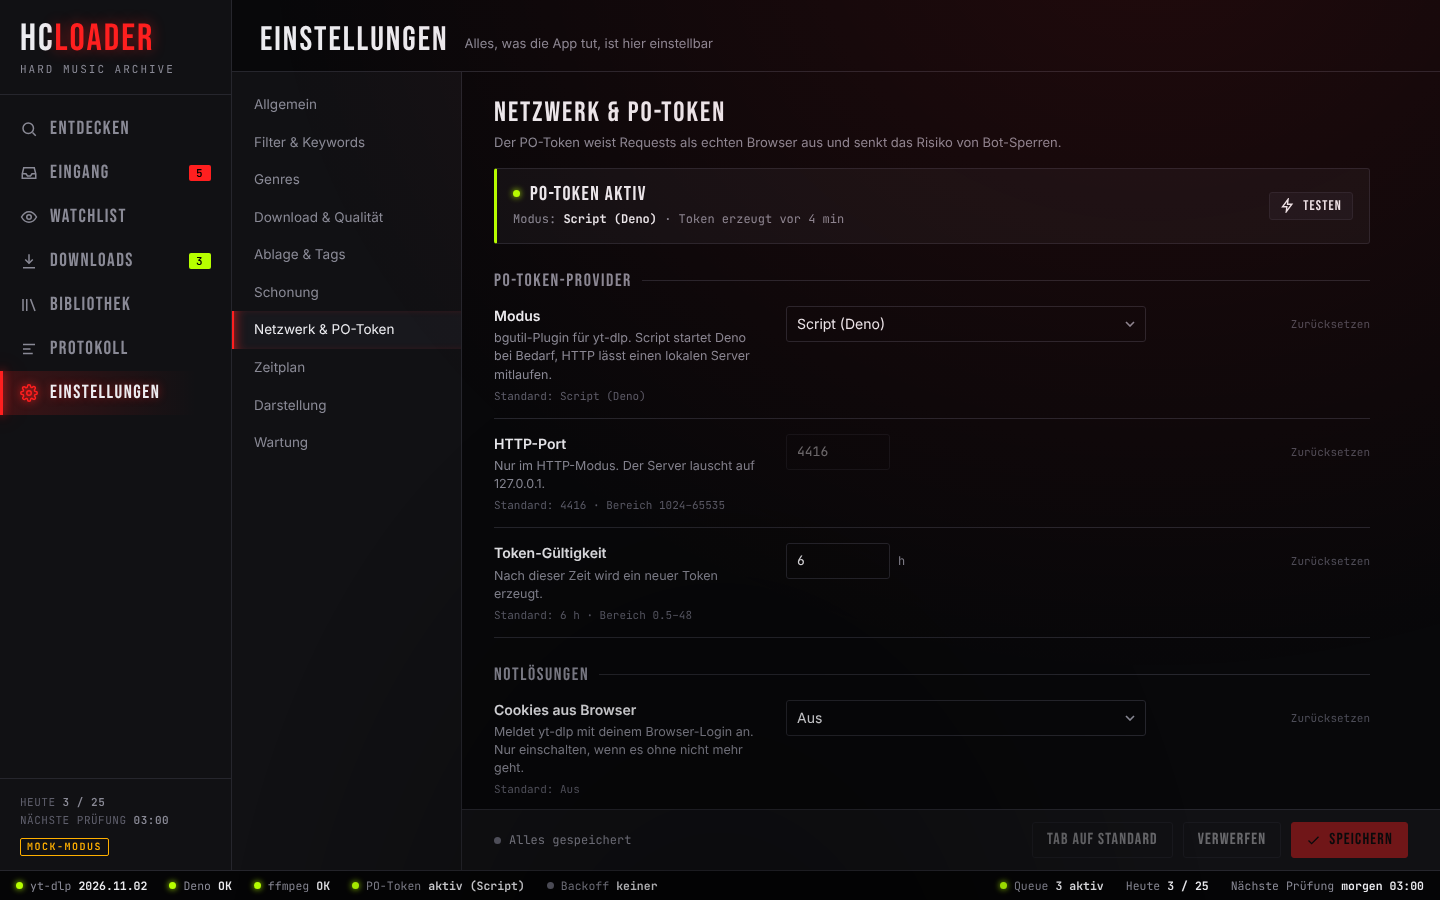 HCLOADER
HARD MUSIC ARCHIVE
ENTDECKEN
EINGANG 5
WATCHLIST
DOWNLOADS 3
BIBLIOTHEK
PROTOKOLL
EINSTELLUNGEN
HEUTE 3 / 25
NÄCHSTE PRÜFUNG 03:00
MOCK-MODUS
EINSTELLUNGEN Alles, was die App tut, ist hier einstellbar
Allgemein
Filter & Keywords
Genres
Download & Qualität
Ablage & Tags
Schonung
Netzwerk & PO-Token
Zeitplan
Darstellung
Wartung
NETZWERK & PO-TOKEN
Der PO-Token weist Requests als echten Browser aus und senkt das Risiko von Bot-Sperren.
PO-TOKEN AKTIV
Modus: Script (Deno) · Token erzeugt vor 4 min
TESTEN
PO-TOKEN-PROVIDER
Modus
bgutil-Plugin für yt-dlp. Script startet Deno
bei Bedarf, HTTP lässt einen lokalen Server
mitlaufen.
Standard: Script (Deno)
Script (Deno)
Zurücksetzen
HTTP-Port
Nur im HTTP-Modus. Der Server lauscht auf
127.0.0.1.
Standard: 4416 · Bereich 1024–65535
4416
Zurücksetzen
Token-Gültigkeit
Nach dieser Zeit wird ein neuer Token
erzeugt.
Standard: 6 h · Bereich 0.5–48
6 h
Zurücksetzen
NOTLÖSUNGEN
Cookies aus Browser
Meldet yt-dlp mit deinem Browser-Login an.
Nur einschalten, wenn es ohne nicht mehr
geht.
Standard: Aus
Aus
Zurücksetzen
Alles gespeichert
TAB AUF STANDARD
VERWERFEN
SPEICHERN
yt-dlp 2026.11.02 Deno OK ffmpeg OK PO-Token aktiv (Script) Backoff keiner Queue 3 aktiv Heute 3 / 25 Nächste Prüfung morgen 03:00